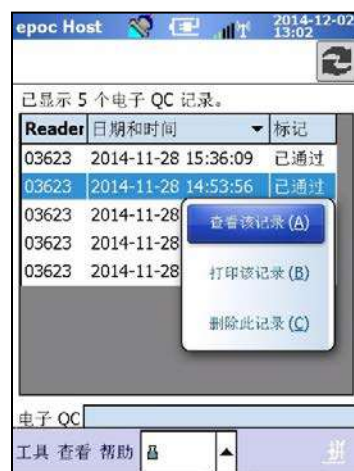 epoc Host 2014-12-02
13:02
已显示 5 个电子 QC 记录。
Reader 日期和时间 标记
03623 2014-11-28 15:36:09 已通过
03623 2014-11-28 14:53:56 已通过
03623 2014-11-28
03623 2014-11-28
03623 2014-11-28
查看该记录 (A)
打印该记录 (B)
删除此记录 (C)
电子 QC
工具 查看 帮助
拼